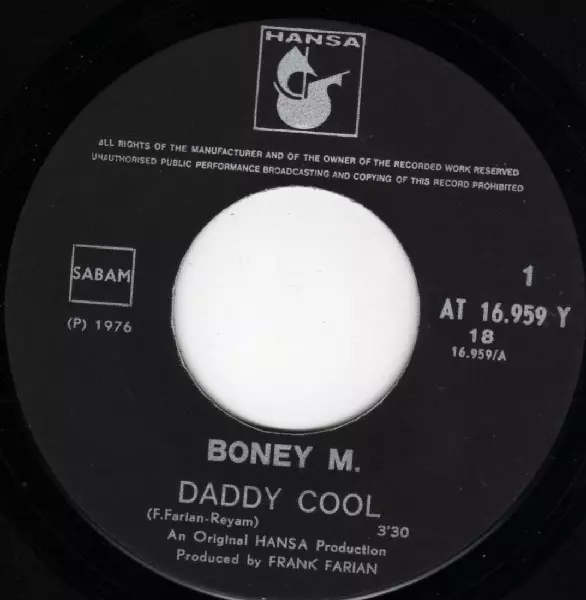 HANSA
ALL RIGHTS OF THE MANUFACTURER AND OF THE OWNER OF THE RECORDED WORK RESERVED
UNAUTHORISED PUBLIC PERFORMANCE BROADCASTING AND COPYING OF THIS RECORD PROHIBITED
SABAM
(P) 1976
1
AT 16.959 Y
18
16.959/A
BONEY M.
DADDY COOL
(F.Farian-Reyam)
3'30
An Original HANSA Production
Produced by FRANK FARIAN